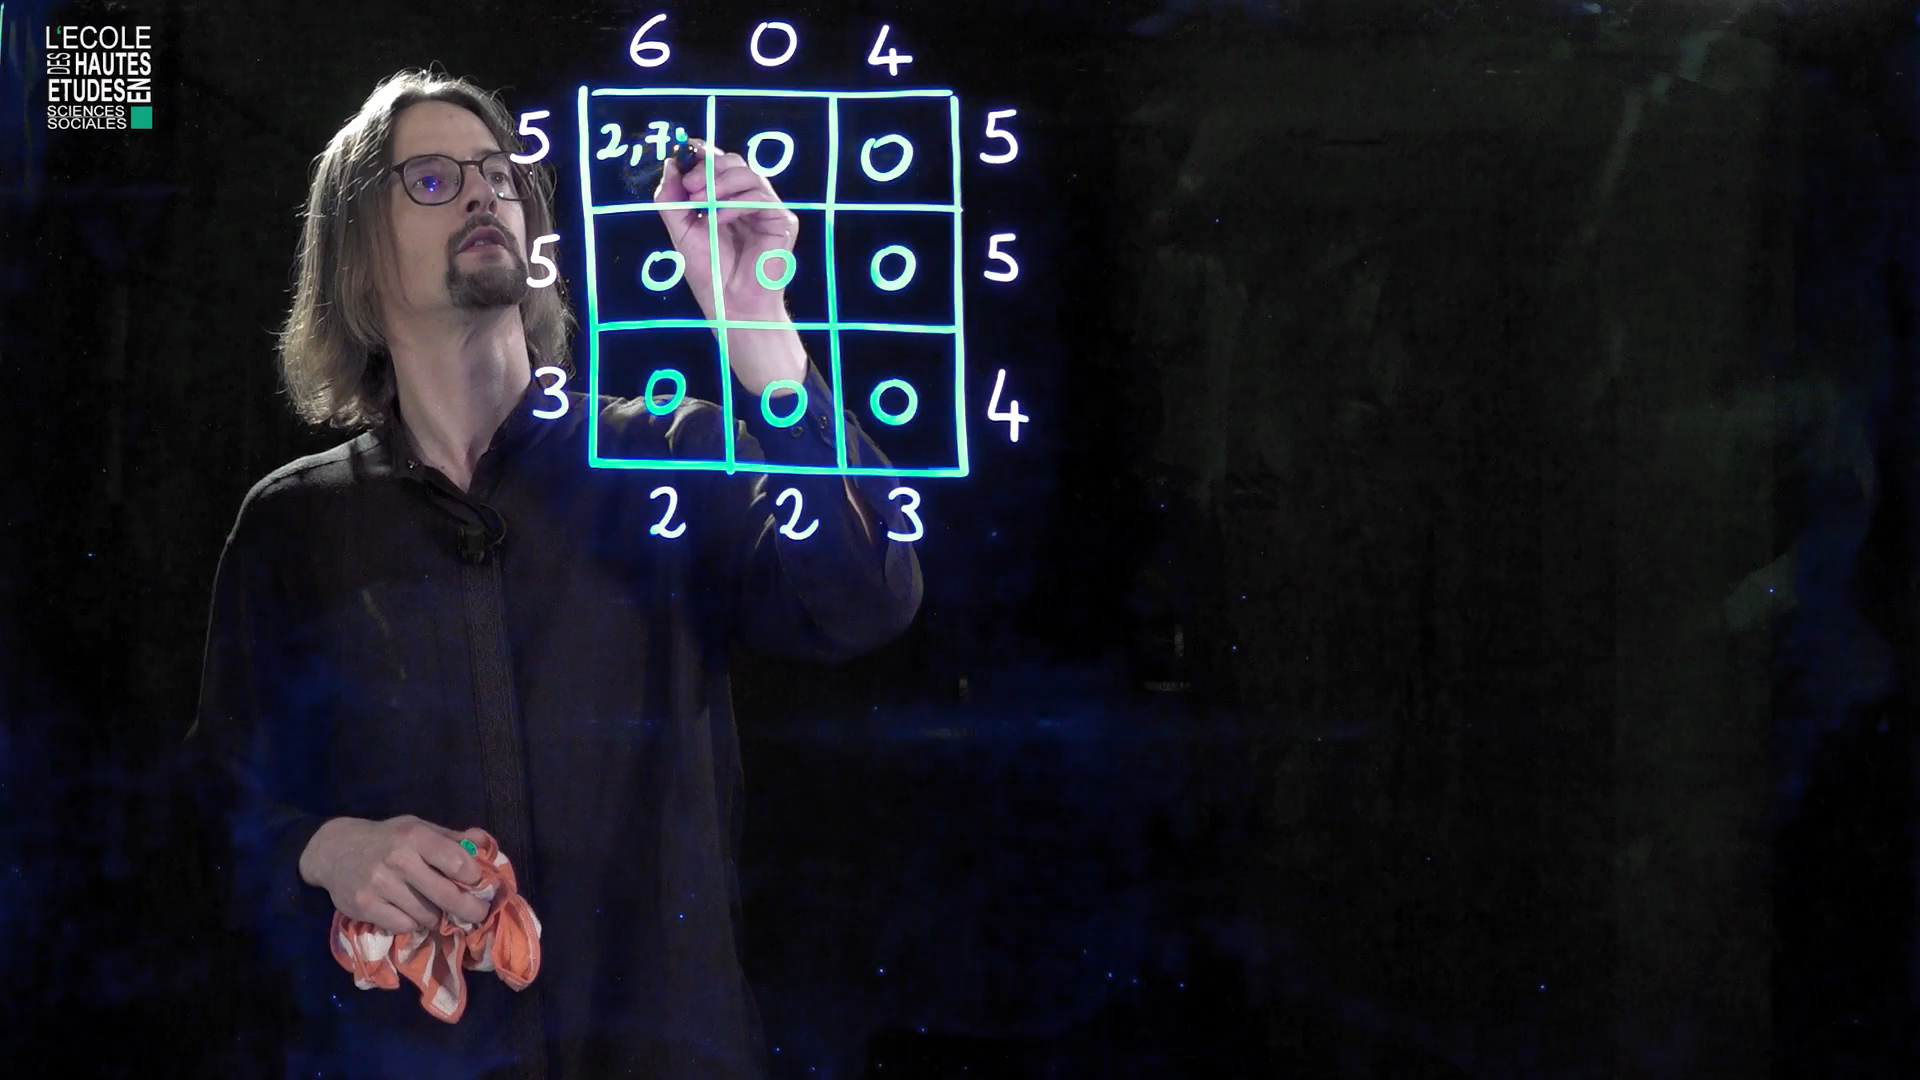 L'ECOLE
DES HAUTES
ETUDES EN
SCIENCES
SOCIALES
6 0 4
5 2,7 0 0 5
5 0 0 0 5
3 0 0 0 4
2 2 3